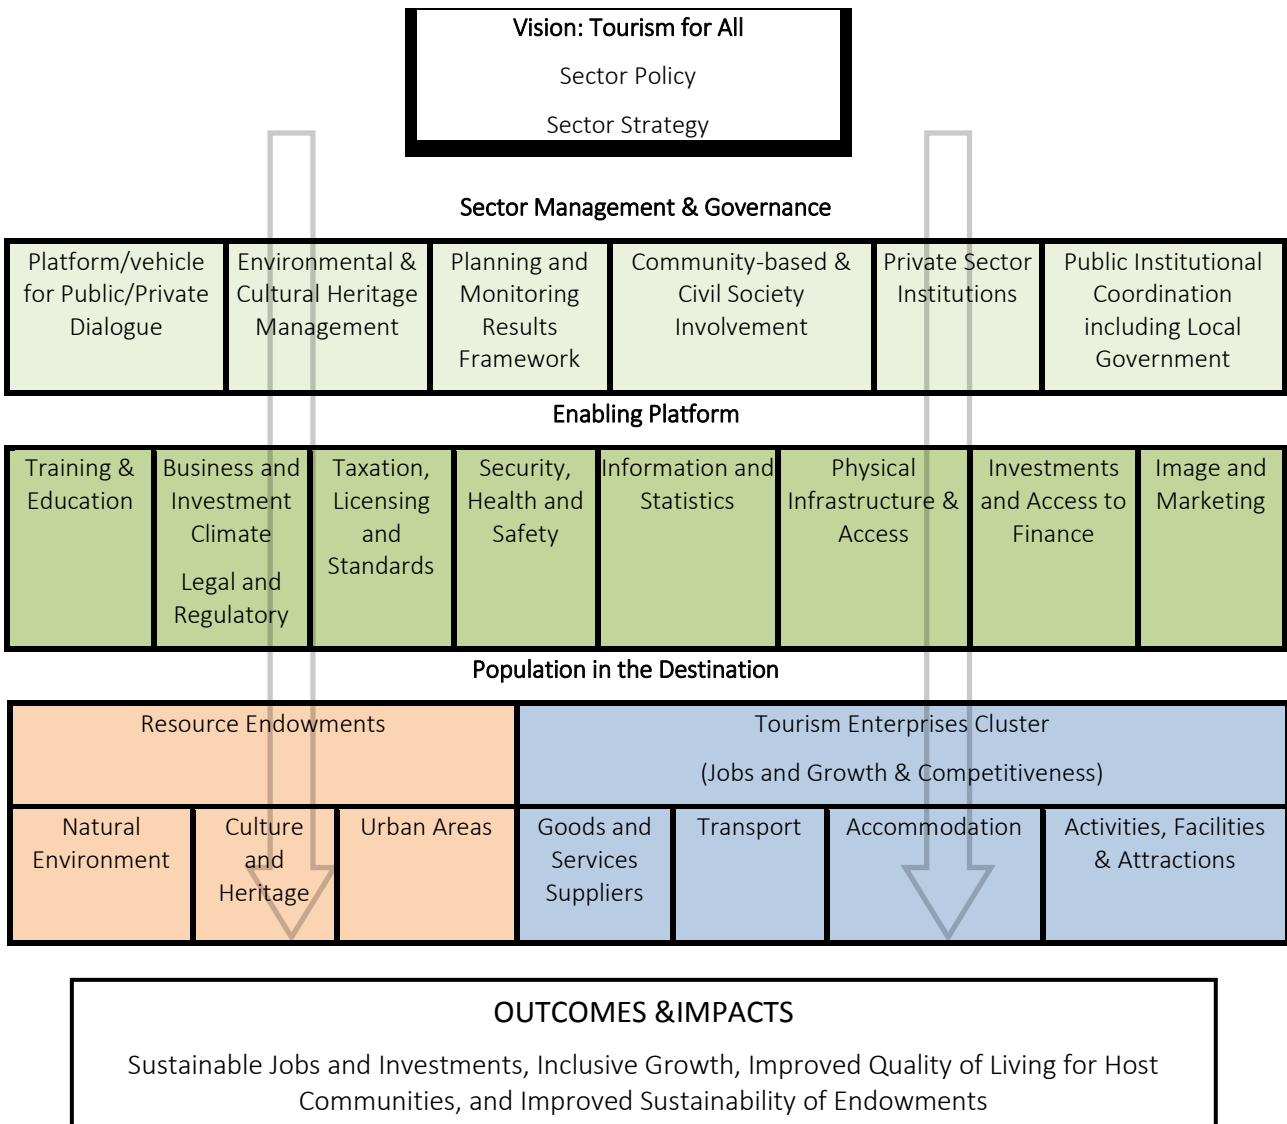 Vision: Tourism for All
Sector Policy
Sector Strategy
Sector Management & Governance
Platform/vehicle
for Public/Private
Dialogue
Environmental &
Cultural Heritage
Management
Planning and
Monitoring
Results
Framework
Community-based &
Civil Society
Involvement
Private Sector
Institutions
Public Institutional
Coordination
including Local
Government
Enabling Platform
Training &
Education
Business and
Investment
Climate
Legal and
Regulatory
Taxation,
Licensing
and
Standards
Security,
Health and
Safety
Information and
Statistics
Physical
Infrastructure &
Access
Investments
and Access to
Finance
Image and
Marketing
Population in the Destination
Resource Endowments
Tourism Enterprises Cluster
(Jobs and Growth & Competitiveness)
Natural
Environment
Culture
and
Heritage
Urban Areas
Goods and
Services
Suppliers
Transport
Accommodation
Activities, Facilities
& Attractions
OUTCOMES &IMPACTS
Sustainable Jobs and Investments, Inclusive Growth, Improved Quality of Living for Host
Communities, and Improved Sustainability of Endowments